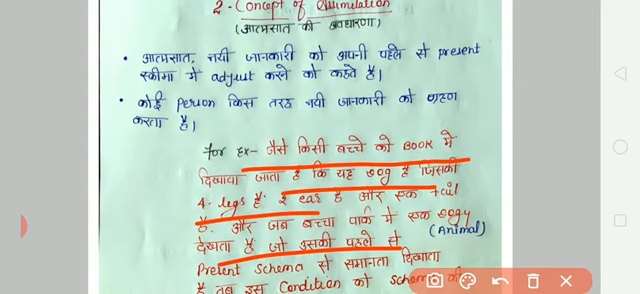 2 - Concept of Assimilation
(आत्मसात की अवधारणा)
• आत्मसात, नयी जानकारी को अपनी पहले से present
स्कीमा में adjust करने को कहते है।
• कोई person किस तरह नयी जानकारी को ग्रहण
करता है।
For Ex- जैसे किसी बच्चे को BOOK में
दिखाया जाता है कि यह Dog है जिसकी
4-legs है 2 ear है और एक tail
है. और जब बच्चा पार्क में एक Dogy
(Animal)
देखता है जो उसकी पहले से
Present Schema से समानता दिखाता
है तब इस Condition को